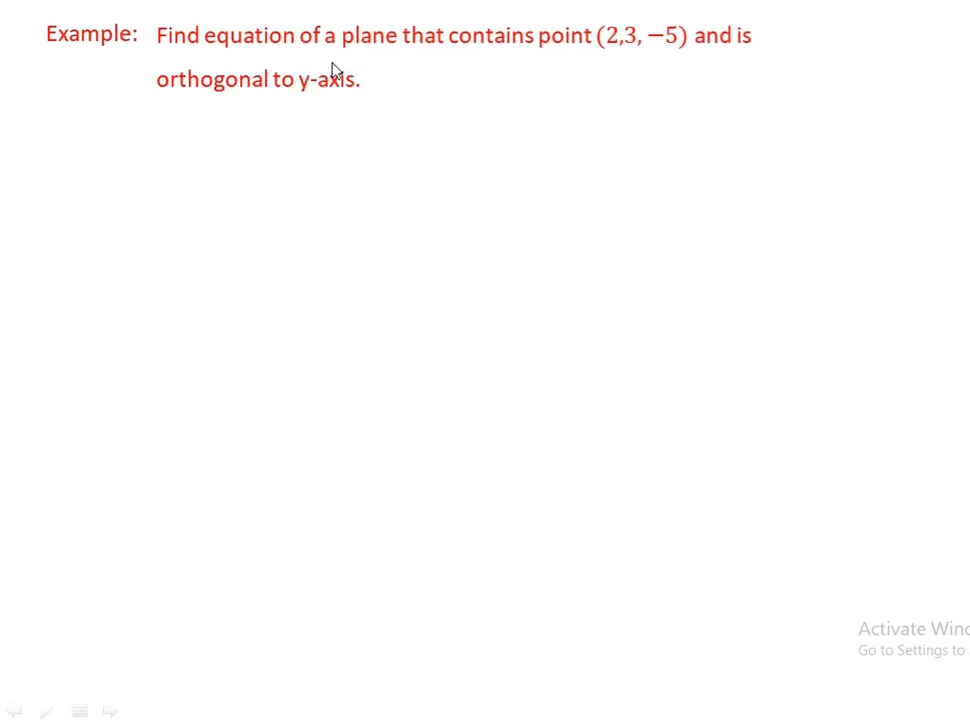 Example: Find equation of a plane that contains point (2,3, −5) and is
orthogonal to y-axis.
Activate Wind
Go to Settings to